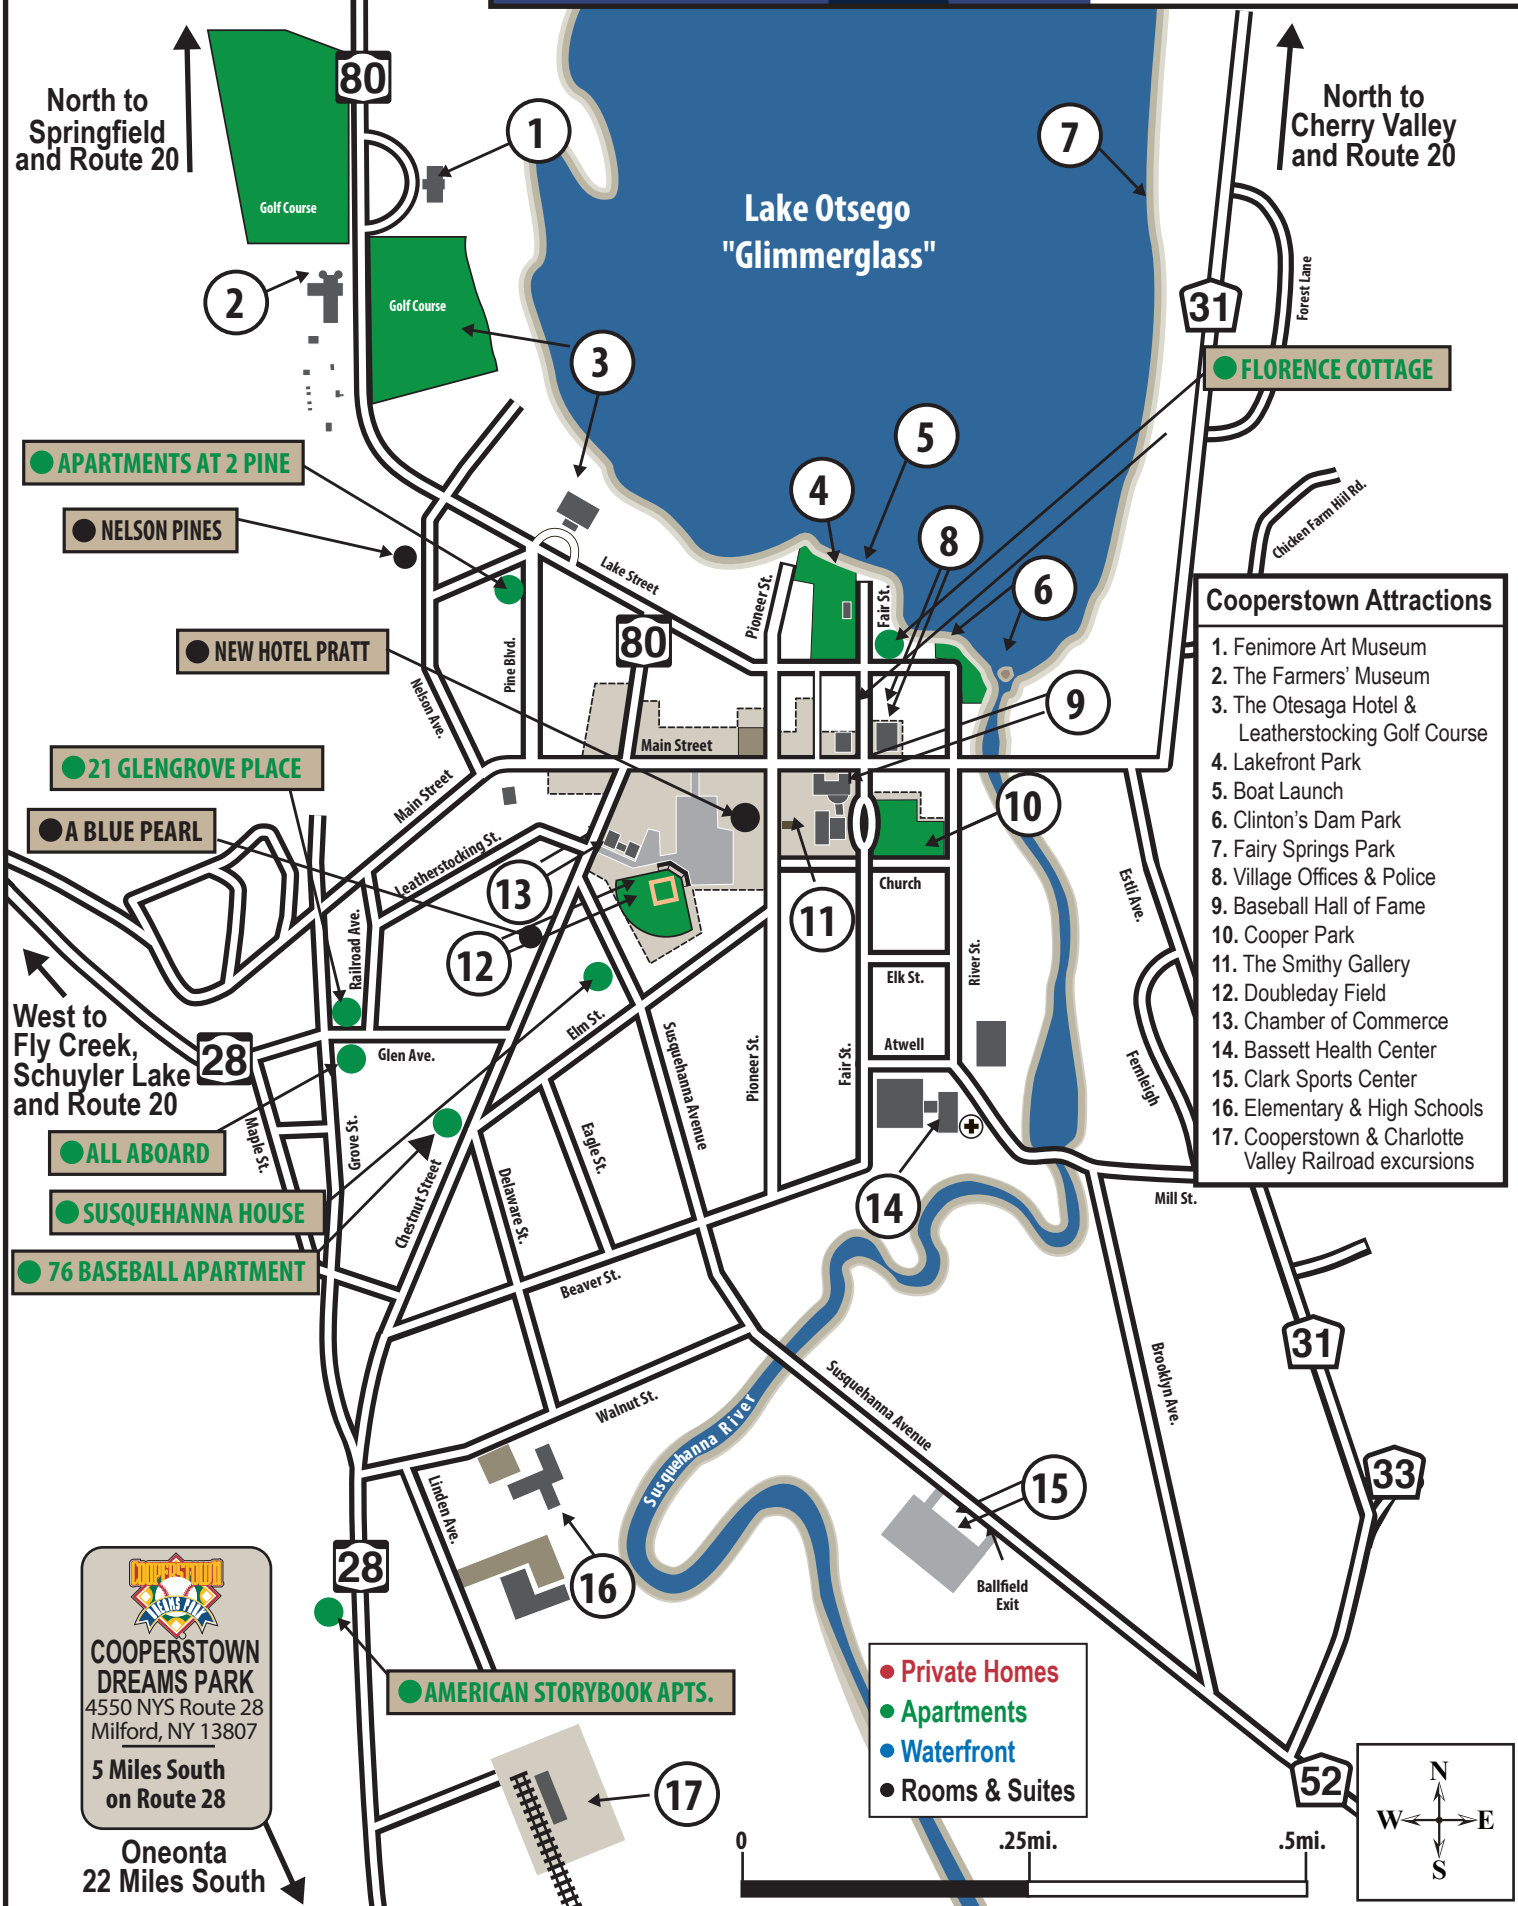 80
North to
Springfield
and Route 20
Golf Course
1
7
North to
Cherry Valley
and Route 20
Lake Otsego
"Glimmerglass"
2
Golf Course
3
31
Forest Lane
FLORENCE COTTAGE
APARTMENTS AT 2 PINE
5
4
NELSON PINES
8
Chicken Farm Hill Rd.
Lake Street
Pioneer St.
Fair St.
6
NEW HOTEL PRATT
80
Pine Blvd.
Nelson Ave.
9
Main Street
Cooperstown Attractions
1. Fenimore Art Museum
2. The Farmers' Museum
3. The Otesaga Hotel &
Leatherstocking Golf Course
4. Lakefront Park
5. Boat Launch
6. Clinton's Dam Park
7. Fairy Springs Park
8. Village Offices & Police
9. Baseball Hall of Fame
10. Cooper Park
11. The Smithy Gallery
12. Doubleday Field
13. Chamber of Commerce
14. Bassett Health Center
15. Clark Sports Center
16. Elementary & High Schools
17. Cooperstown & Charlotte
Valley Railroad excursions
21 GLENGROVE PLACE
Main Street
A BLUE PEARL
Leatherstocking St.
10
13
Church
11
Estli Ave.
12
Railroad Ave.
Elk St.
River St.
West to
Fly Creek,
Schuyler Lake
and Route 20
28
Glen Ave.
Elm St.
Susquehanna Avenue
Pioneer St.
Fair St.
Atwell
Fernleigh
ALL ABOARD
Maple St.
Grove St.
Eagle St.
SUSQUEHANNA HOUSE
Chestnut Street
Delaware St.
14
Mill St.
76 BASEBALL APARTMENT
Beaver St.
31
Brooklyn Ave.
Susquehanna Avenue
Walnut St.
Susquehanna River
33
15
Linden Ave.
28
16
Ballfield
Exit
COOPERSTOWN
DREAMS PARK
COOPERSTOWN
DREAMS PARK
4550 NYS Route 28
Milford, NY 13807
5 Miles South
on Route 28
AMERICAN STORYBOOK APTS.
Private Homes
Apartments
Waterfront
Rooms & Suites
17
52
Oneonta
22 Miles South
0
.25mi.
.5mi.
N
W
E
S